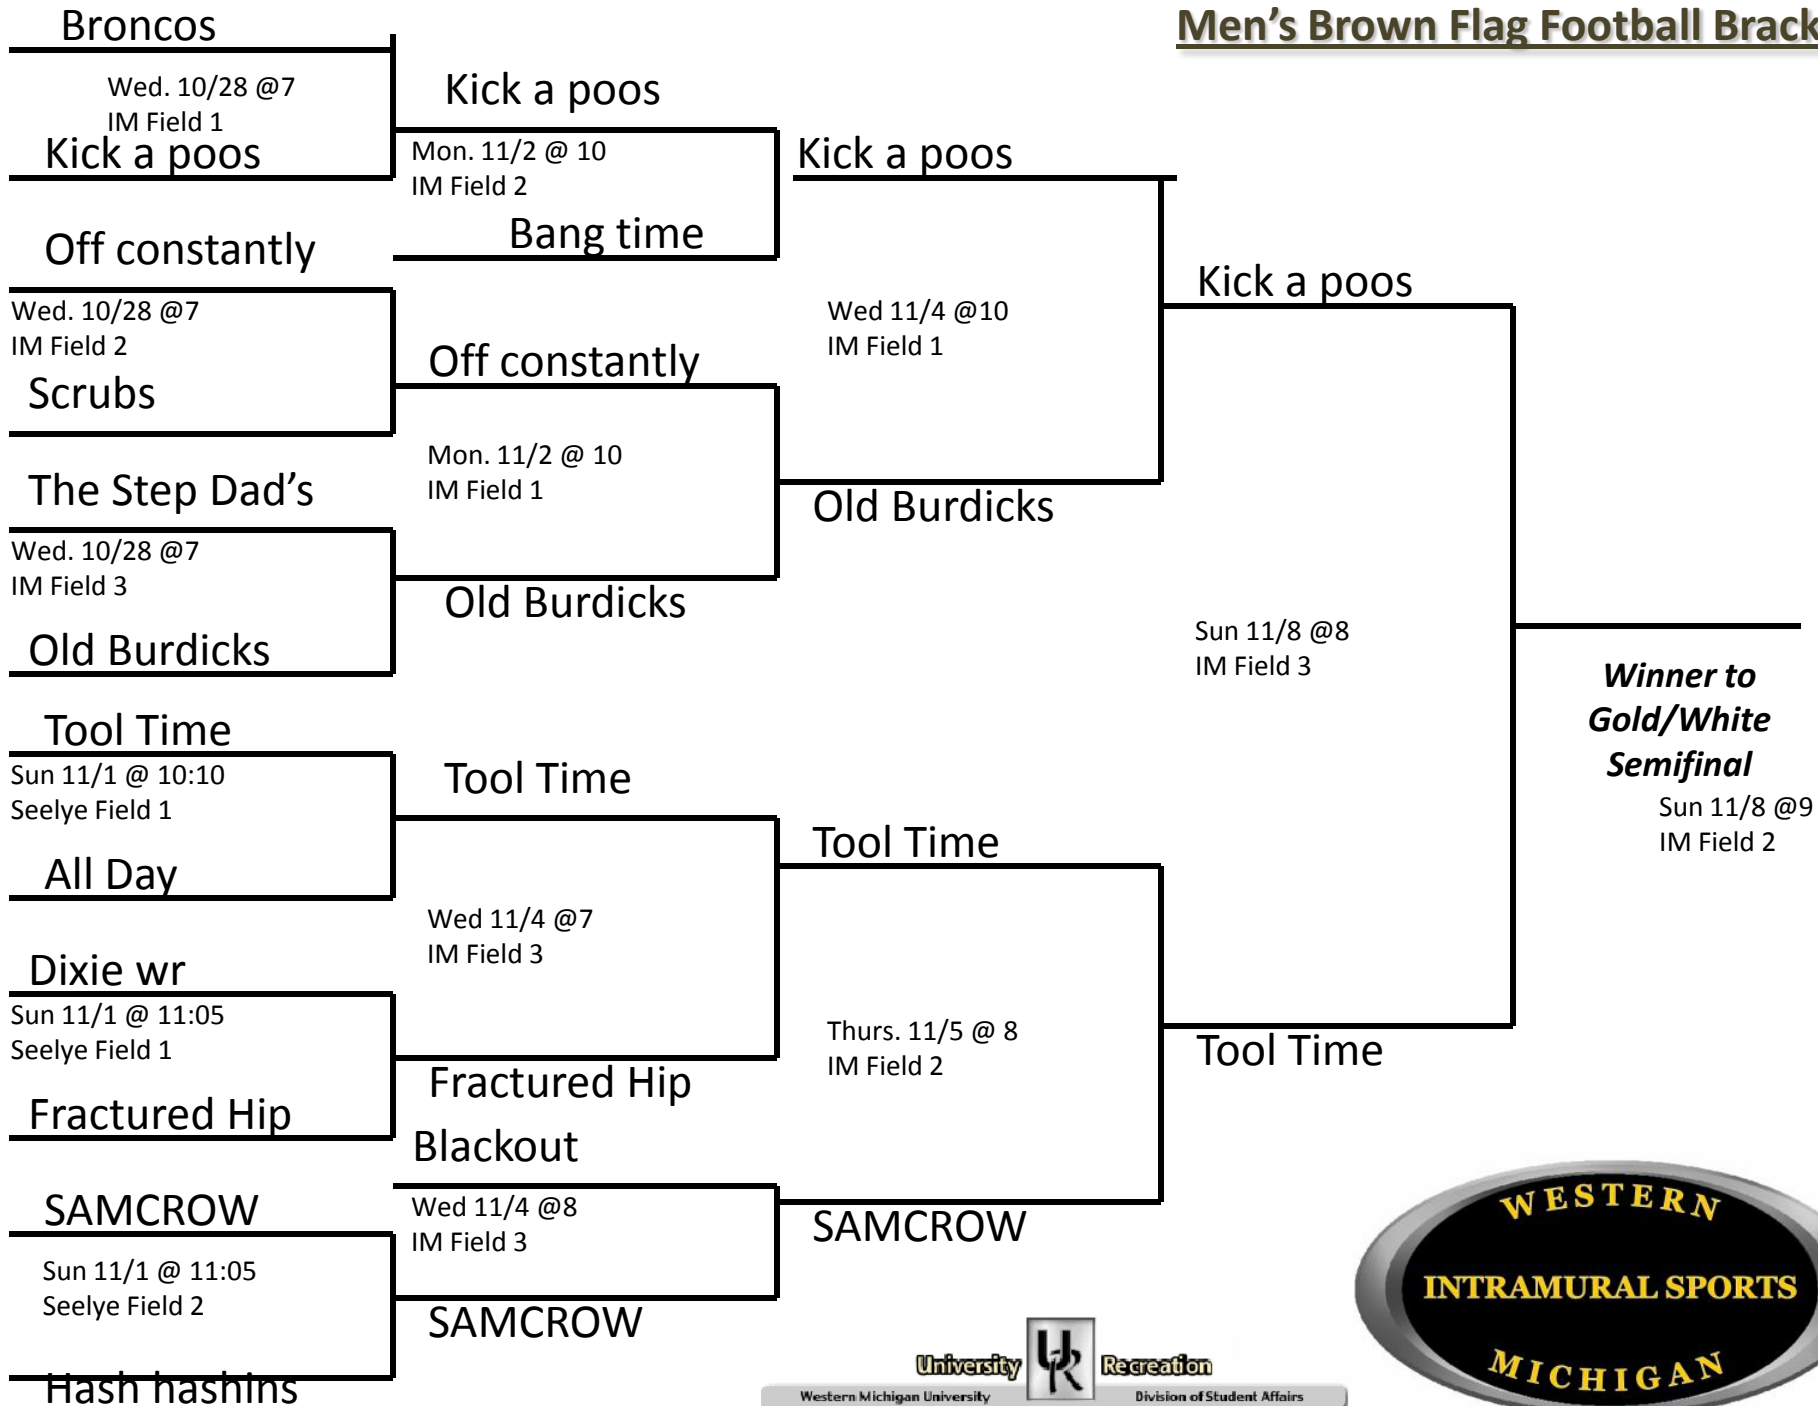 Men's Brown Flag Football Brack
Broncos
Wed. 10/28 @7
IM Field 1
Kick a poos
Off constantly
Wed. 10/28 @7
IM Field 2
Scrubs
The Step Dad's
Wed. 10/28 @7
IM Field 3
Old Burdicks
Tool Time
Sun 11/1 @ 10:10
Seelye Field 1
All Day
Dixie wr
Sun 11/1 @ 11:05
Seelye Field 1
Fractured Hip
SAMCROW
Sun 11/1 @ 11:05
Seelye Field 2
Hash hashins
Kick a poos
Mon. 11/2 @ 10
IM Field 2
Bang time
Off constantly
Mon. 11/2 @ 10
IM Field 1
Old Burdicks
Tool Time
Wed 11/4 @7
IM Field 3
Fractured Hip
Blackout
Wed 11/4 @8
IM Field 3
SAMCROW
Kick a poos
Wed 11/4 @10
IM Field 1
Old Burdicks
Tool Time
Thurs. 11/5 @ 8
IM Field 2
SAMCROW
Kick a poos
Sun 11/8 @8
IM Field 3
Tool Time
Winner to
Gold/White
Semifinal
Sun 11/8 @9
IM Field 2
University UR Recreation
Western Michigan University Division of Student Affairs
WESTERN
INTRAMURAL SPORTS
MICHIGAN